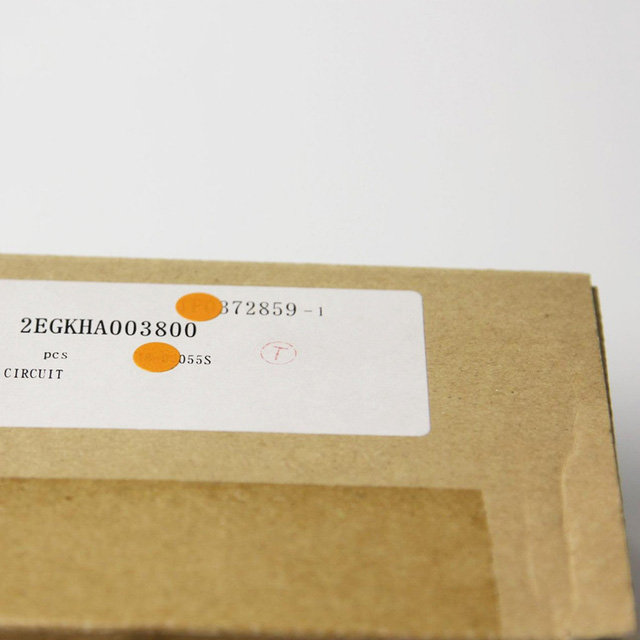 372859-1
2EGKHA003800
pcs 055S
T
CIRCUIT